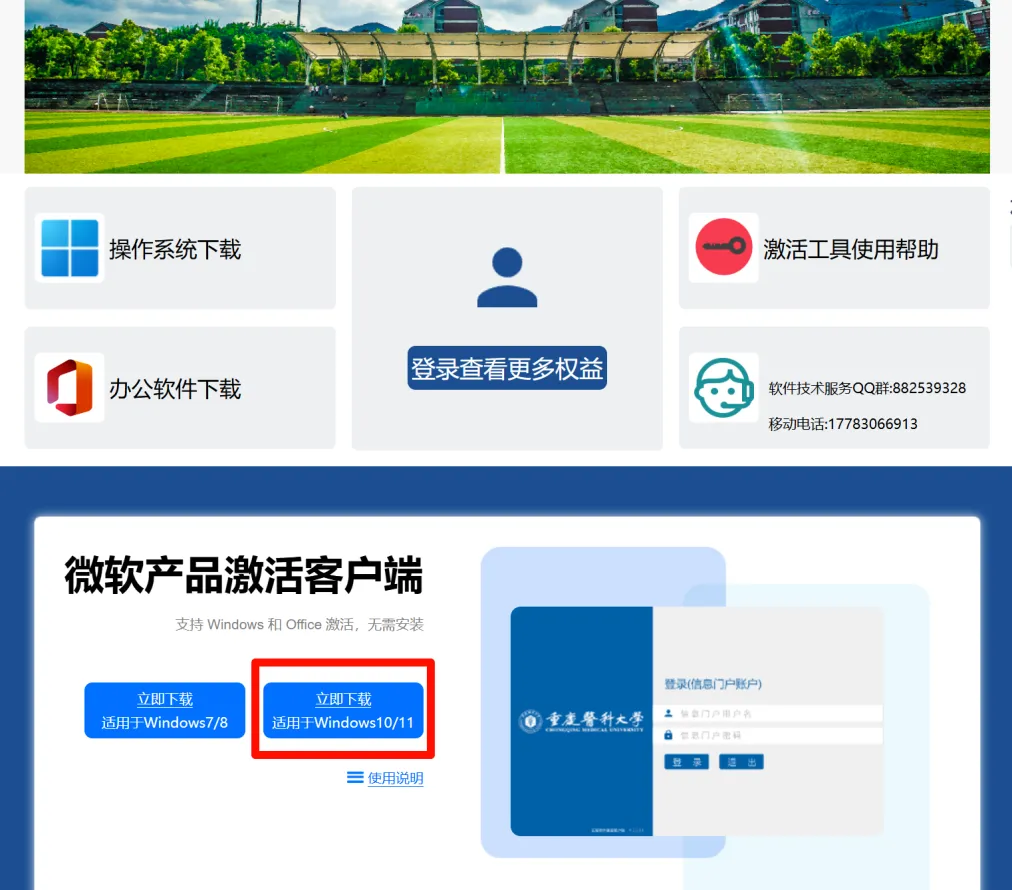 操作系统下载
办公软件下载
登录查看更多权益
激活工具使用帮助
软件技术服务QQ群:882539328
移动电话:17783066913
微软产品激活客户端
支持 Windows 和 Office 激活，无需安装
立即下载
适用于Windows7/8
立即下载
适用于Windows10/11
使用说明
重庆医科大学
CHONGQING MEDICAL UNIVERSITY
登录(信息门户账户)
信息门户用户名
信息门户密码
登 录
退 出